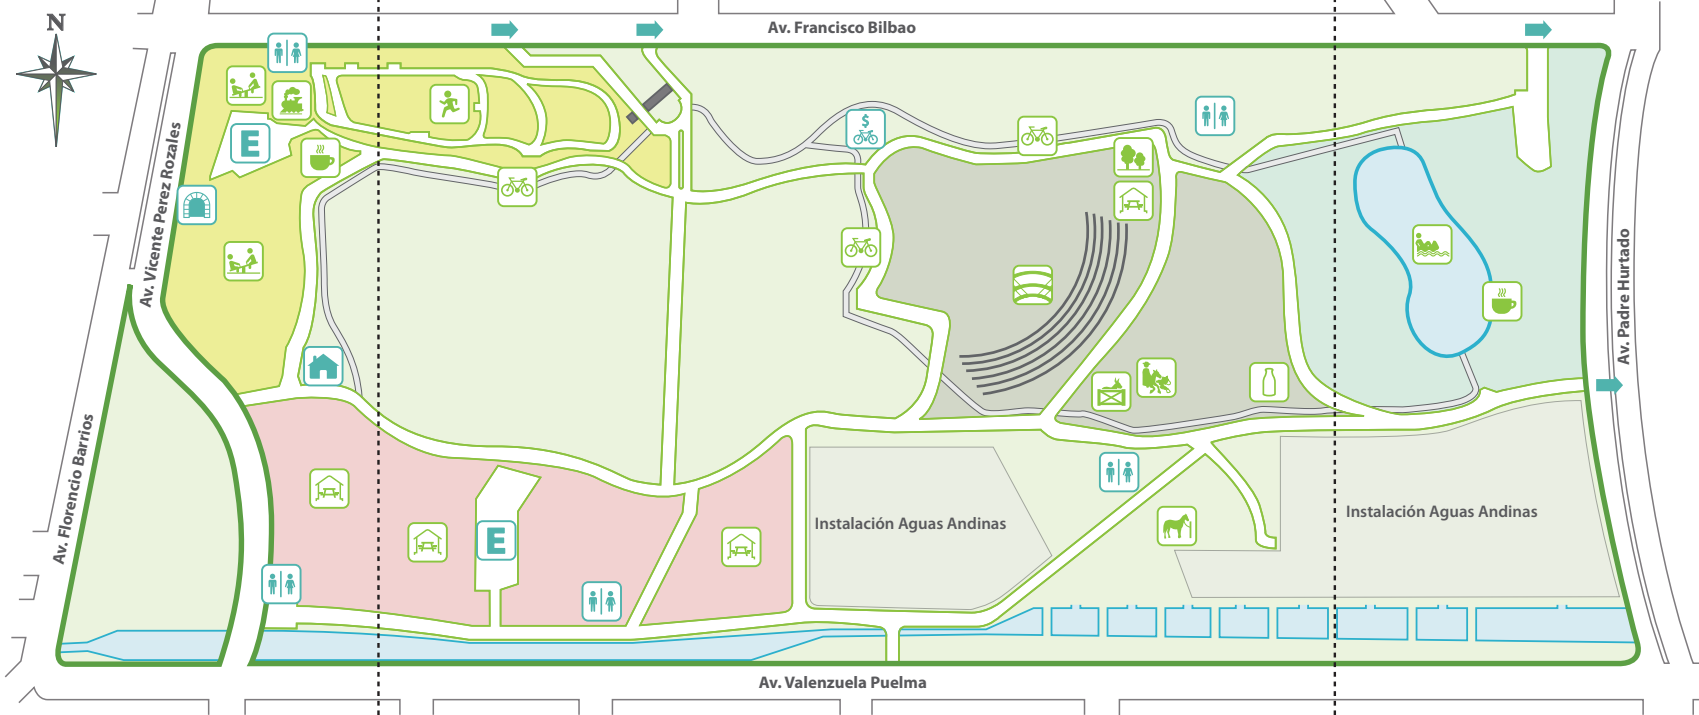 N
Av. Francisco Bilbao
$
E
Av. Vicente Perez Rozales
Av. Padre Hurtado
Av. Florencio Barrios
Instalación Aguas Andinas
Instalación Aguas Andinas
E
Av. Valenzuela Puelma